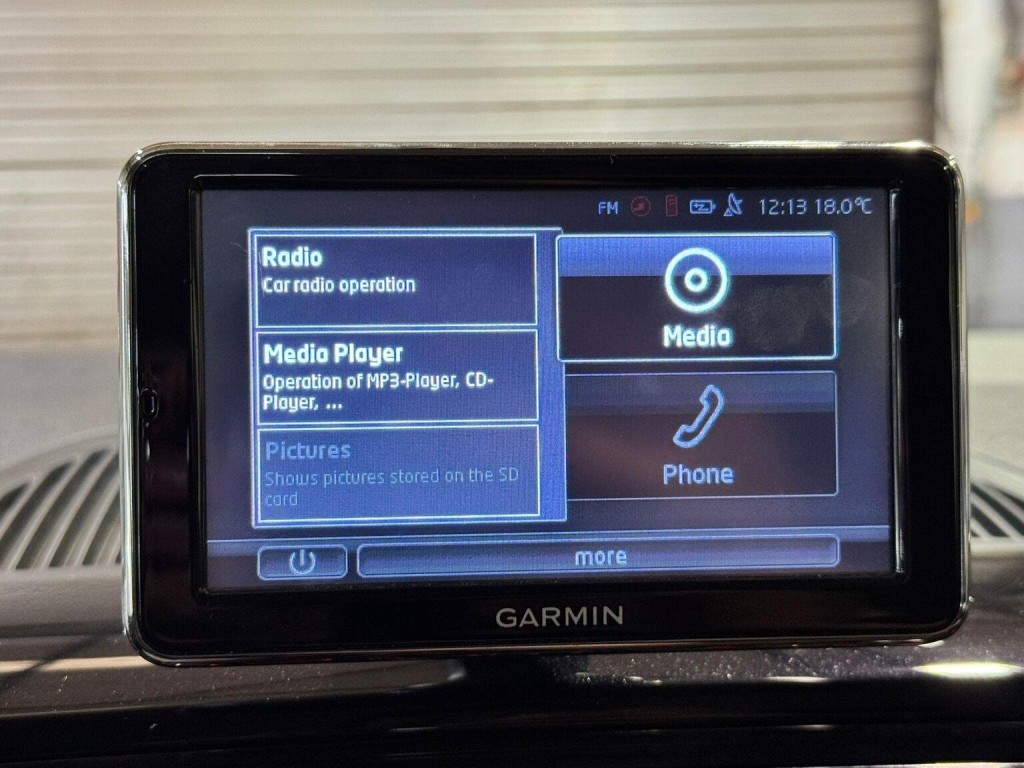 FM 12:13 18.0°C
Radio
Car radio operation
Media Player
Operation of MP3-Player, CD-
Player, ...
Pictures
Shows pictures stored on the SD
card
Media
Phone
more
GARMIN